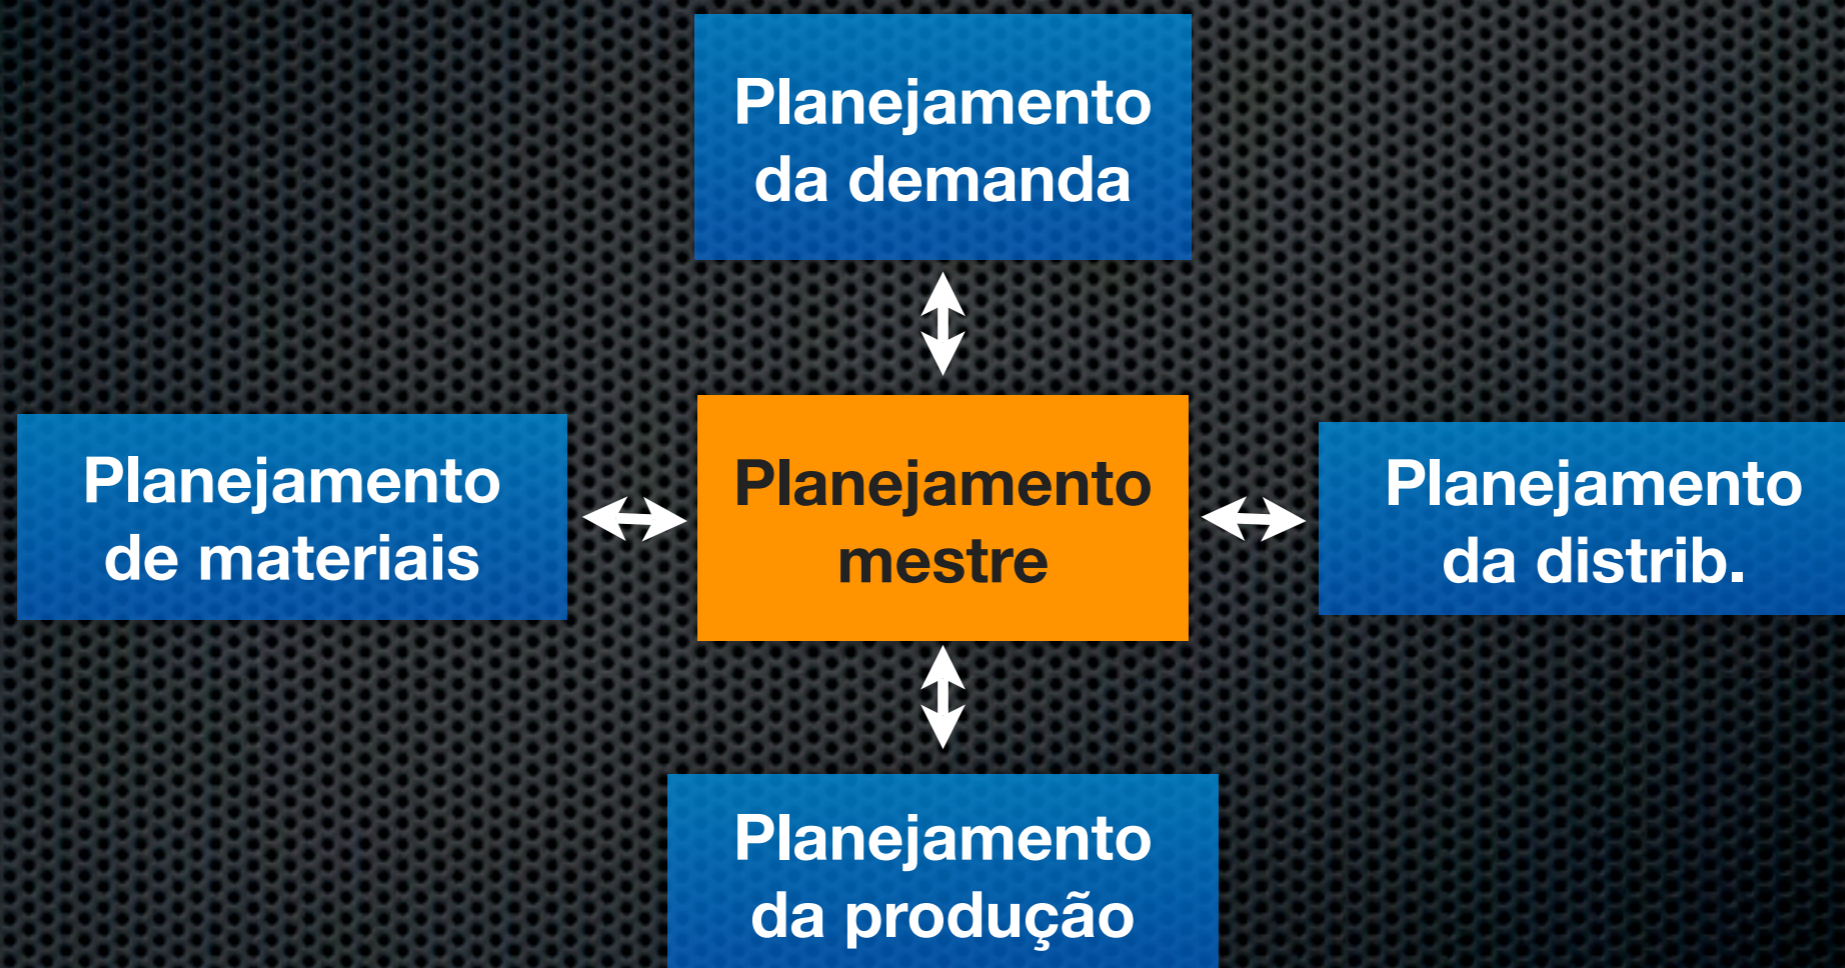 Planejamento
da demanda
Planejamento
de materiais
Planejamento
mestre
Planejamento
da distrib.
Planejamento
da produção